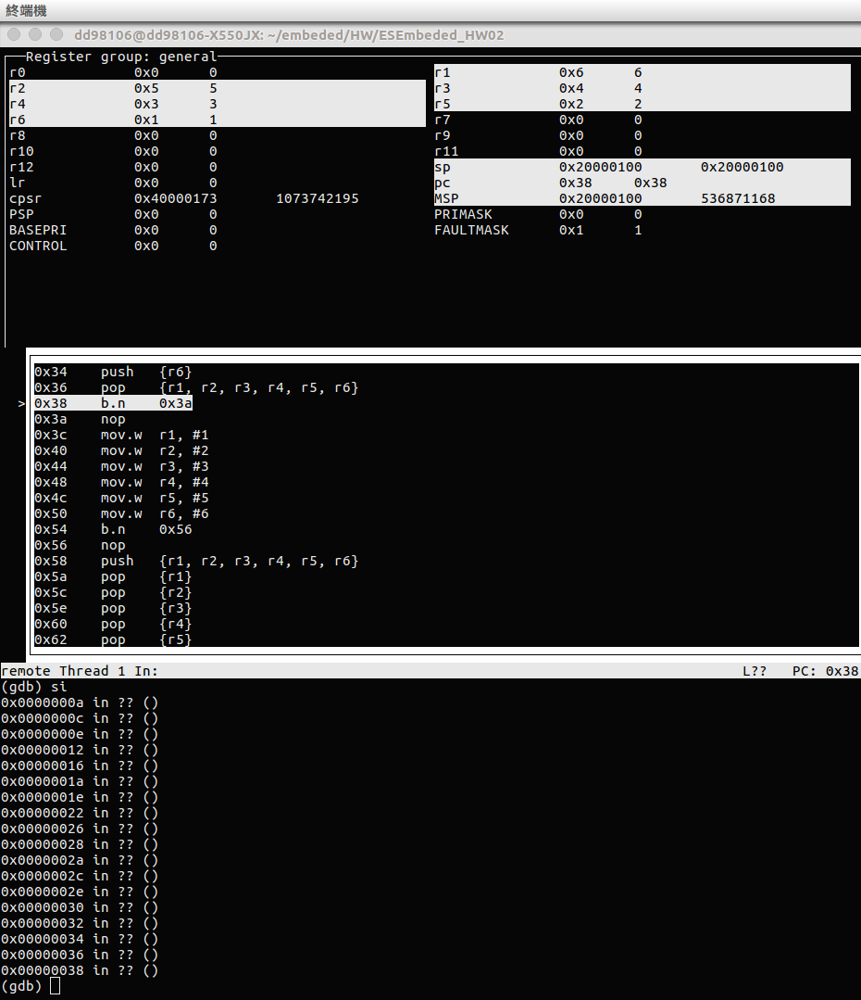 終端機
dd98106@dd98106-X550JX: ~/embeded/HW/ESEmbeded_HW02
Register group: general
r0 0x0 0 r1 0x6 6
r2 0x5 5 r3 0x4 4
r4 0x3 3 r5 0x2 2
r6 0x1 1 r7 0x0 0
r8 0x0 0 r9 0x0 0
r10 0x0 0 r11 0x0 0
r12 0x0 0 sp 0x20000100 0x20000100
lr 0x0 0 pc 0x38 0x38
cpsr 0x40000173 1073742195 MSP 0x20000100 536871168
PSP 0x0 0 PRIMASK 0x0 0
BASEPRI 0x0 0 FAULTMASK 0x1 1
CONTROL 0x0 0
0x34 push {r6}
0x36 pop {r1, r2, r3, r4, r5, r6}
>0x38 b.n 0x3a
0x3a nop
0x3c mov.w r1, #1
0x40 mov.w r2, #2
0x44 mov.w r3, #3
0x48 mov.w r4, #4
0x4c mov.w r5, #5
0x50 mov.w r6, #6
0x54 b.n 0x56
0x56 nop
0x58 push {r1, r2, r3, r4, r5, r6}
0x5a pop {r1}
0x5c pop {r2}
0x5e pop {r3}
0x60 pop {r4}
0x62 pop {r5}
remote Thread 1 In: L?? PC: 0x38
(gdb) si
0x0000000a in ?? ()
0x0000000c in ?? ()
0x0000000e in ?? ()
0x00000012 in ?? ()
0x00000016 in ?? ()
0x0000001a in ?? ()
0x0000001e in ?? ()
0x00000022 in ?? ()
0x00000026 in ?? ()
0x00000028 in ?? ()
0x0000002a in ?? ()
0x0000002c in ?? ()
0x0000002e in ?? ()
0x00000030 in ?? ()
0x00000032 in ?? ()
0x00000034 in ?? ()
0x00000036 in ?? ()
0x00000038 in ?? ()
(gdb)